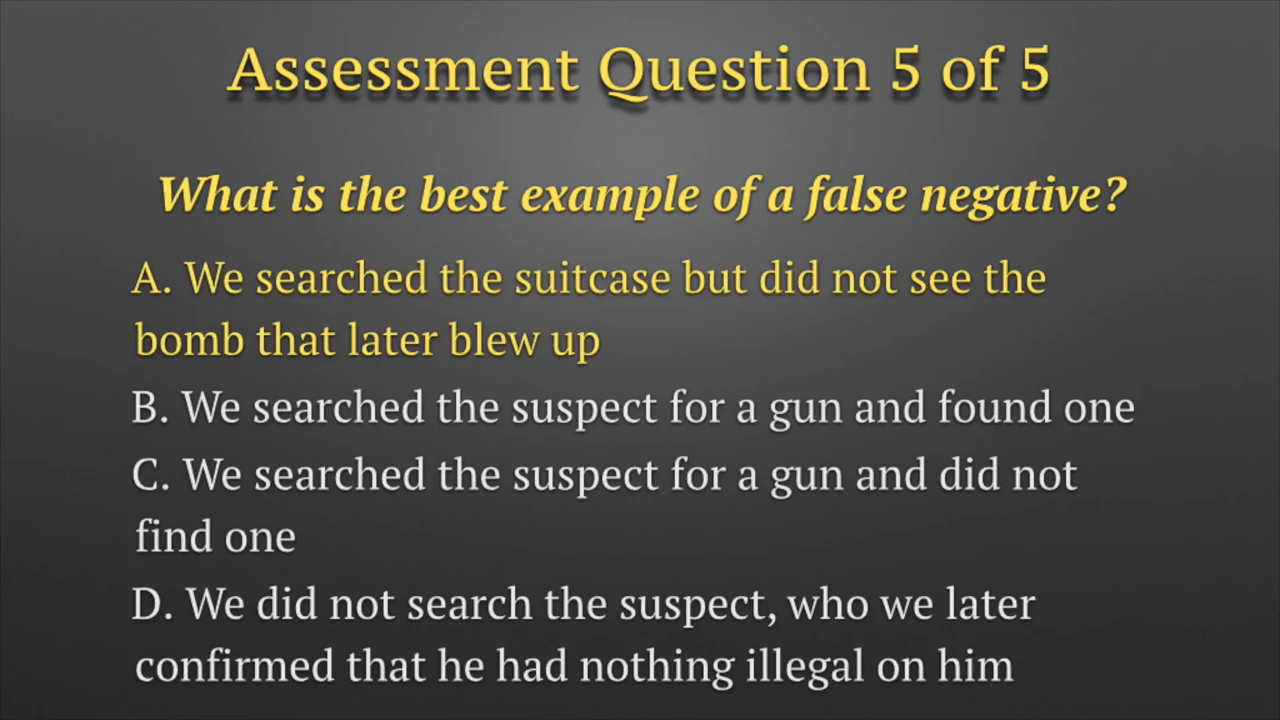 Assessment Question 5 of 5
What is the best example of a false negative?
A. We searched the suitcase but did not see the
bomb that later blew up
B. We searched the suspect for a gun and found one
C. We searched the suspect for a gun and did not
find one
D. We did not search the suspect, who we later
confirmed that he had nothing illegal on him